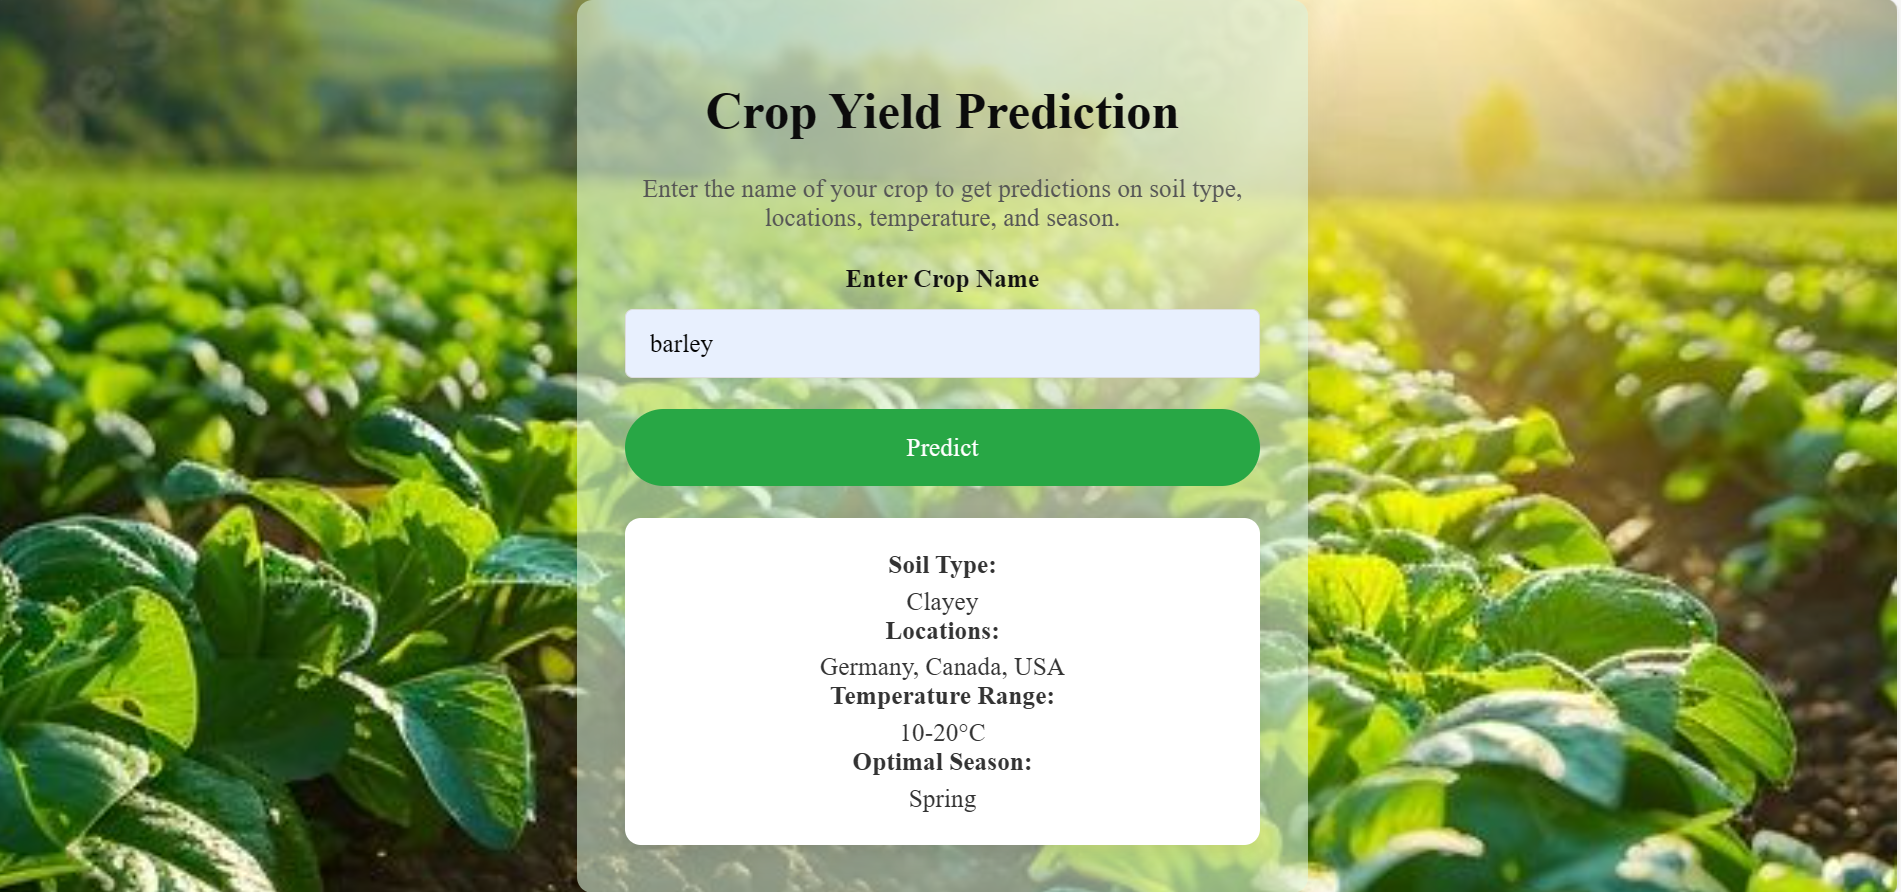 Crop Yield Prediction
Enter the name of your crop to get predictions on soil type,
locations, temperature, and season.
Enter Crop Name
barley
Predict
Soil Type:
Clayey
Locations:
Germany, Canada, USA
Temperature Range:
10-20°C
Optimal Season:
Spring